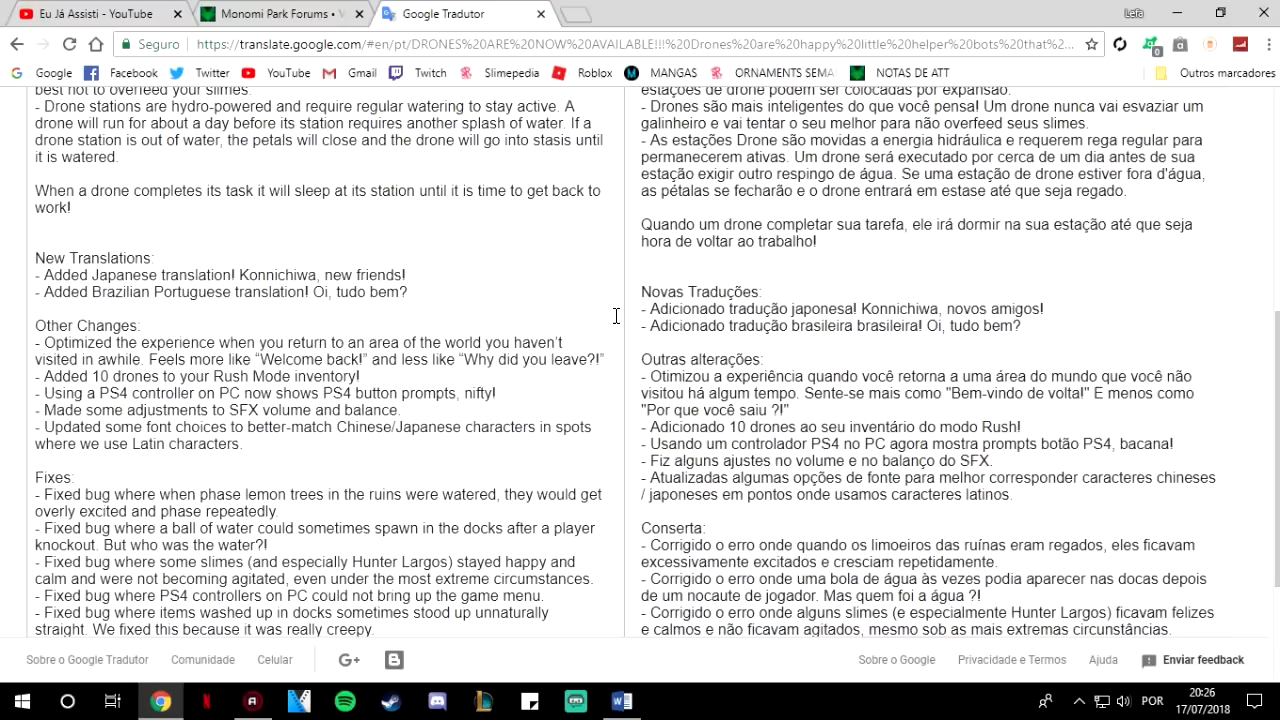 Eu Já Assisti - YouTube
Monomi Park Forums • V
Google Tradutor
Lefa
Seguro
https://translate.google.com/#en/pt/DRONES%20ARE%20NOW%20AVAILABLE!!!%20Drones%20are%20happy%20little%20helper%20bots%20that%2...
Google
Facebook
Twitter
YouTube
Gmail
Twitch
Slimepedia
Roblox
MANGAS
ORNAMENTS SEMA
NOTAS DE ATT
Outros marcadores
best not to overfeed your slimes.
- Drone stations are hydro-powered and require regular watering to stay active. A
drone will run for about a day before its station requires another splash of water. If a
drone station is out of water, the petals will close and the drone will go into stasis until
it is watered.
When a drone completes its task it will sleep at its station until it is time to get back to
work!
New Translations:
- Added Japanese translation! Konnichiwa, new friends!
- Added Brazilian Portuguese translation! Oi, tudo bem?
Other Changes:
- Optimized the experience when you return to an area of the world you haven't
visited in awhile. Feels more like “Welcome back!” and less like “Why did you leave?!”
- Added 10 drones to your Rush Mode inventory!
- Using a PS4 controller on PC now shows PS4 button prompts, nifty!
- Made some adjustments to SFX volume and balance.
- Updated some font choices to better-match Chinese/Japanese characters in spots
where we use Latin characters.
Fixes:
- Fixed bug where when phase lemon trees in the ruins were watered, they would get
overly excited and phase repeatedly.
- Fixed bug where a ball of water could sometimes spawn in the docks after a player
knockout. But who was the water?!
- Fixed bug where some slimes (and especially Hunter Largos) stayed happy and
calm and were not becoming agitated, even under the most extreme circumstances.
- Fixed bug where PS4 controllers on PC could not bring up the game menu.
- Fixed bug where items washed up in docks sometimes stood up unnaturally
straight. We fixed this because it was really creepy.
estações de drone podem ser colocadas por expansão.
- Drones são mais inteligentes do que você pensa! Um drone nunca vai esvaziar um
galinheiro e vai tentar o seu melhor para não overfeed seus slimes.
- As estações Drone são movidas a energia hidráulica e requerem rega regular para
permanecerem ativas. Um drone será executado por cerca de um dia antes de sua
estação exigir outro respingo de água. Se uma estação de drone estiver fora d'água,
as pétalas se fecharão e o drone entrará em estase até que seja regado.
Quando um drone completar sua tarefa, ele irá dormir na sua estação até que seja
hora de voltar ao trabalho!
Novas Traduções:
- Adicionado tradução japonesa! Konnichiwa, novos amigos!
- Adicionado tradução brasileira brasileira! Oi, tudo bem?
Outras alterações:
- Otimizou a experiência quando você retorna a uma área do mundo que você não
visitou há algum tempo. Sente-se mais como "Bem-vindo de volta!" E menos como
"Por que você saiu ?!"
- Adicionado 10 drones ao seu inventário do modo Rush!
- Usando um controlador PS4 no PC agora mostra prompts botão PS4, bacana!
- Fiz alguns ajustes no volume e no balanço do SFX.
- Atualizadas algumas opções de fonte para melhor corresponder caracteres chineses
/ japoneses em pontos onde usamos caracteres latinos.
Conserta:
- Corrigido o erro onde quando os limoeiros das ruínas eram regados, eles ficavam
excessivamente excitados e cresciam repetidamente.
- Corrigido o erro onde uma bola de água às vezes podia aparecer nas docas depois
de um nocaute de jogador. Mas quem foi a água ?!
- Corrigido o erro onde alguns slimes (e especialmente Hunter Largos) ficavam felizes
e calmos e não ficavam agitados, mesmo sob as mais extremas circunstâncias.
Sobre o Google Tradutor
Comunidade
Celular
G+
Sobre o Google
Privacidade e Termos
Ajuda
Enviar feedback
POR
20:26
17/07/2018